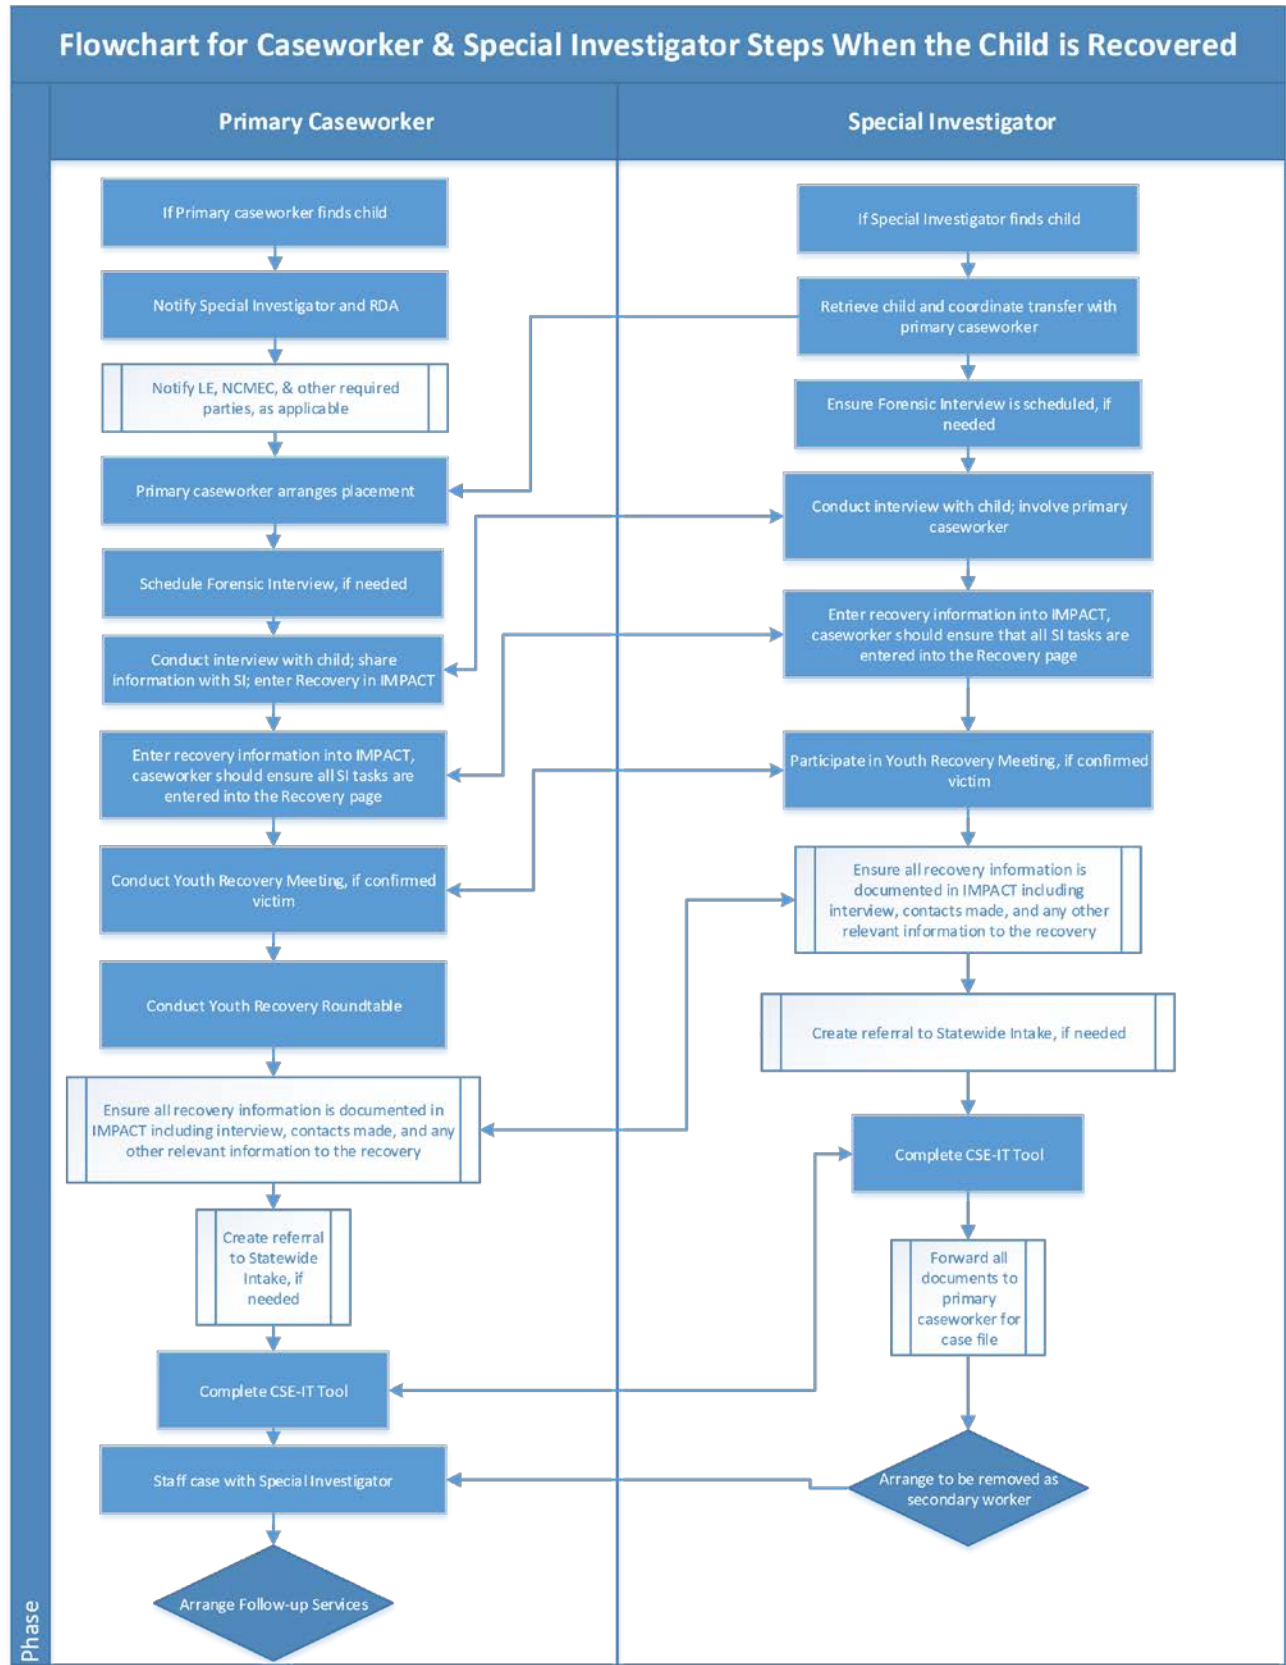 Flowchart for Caseworker & Special Investigator Steps When the Child is Recovered
Primary Caseworker
If Primary caseworker finds child
Notify Special Investigator and RDA
Notify LE, NCMEC, & other required
parties, as applicable
Primary caseworker arranges placement
Schedule Forensic Interview, if needed
Conduct interview with child; share
information with SI; enter Recovery in IMPACT
Enter recovery information into IMPACT,
caseworker should ensure all SI tasks are
entered into the Recovery page
Conduct Youth Recovery Meeting, if confirmed
victim
Conduct Youth Recovery Roundtable
Ensure all recovery information is documented in
IMPACT including interview, contacts made, and any
other relevant information to the recovery
Create referral
to Statewide
Intake, if
needed
Complete CSE-IT Tool
Staff case with Special Investigator
Arrange Follow-up Services
Special Investigator
If Special Investigator finds child
Retrieve child and coordinate transfer with
primary caseworker
Ensure Forensic Interview is scheduled, if
needed
Conduct interview with child; involve primary
caseworker
Enter recovery information into IMPACT,
caseworker should ensure that all SI tasks are
entered into the Recovery page
Participate in Youth Recovery Meeting, if confirmed
victim
Ensure all recovery information is
documented in IMPACT including
interview, contacts made, and any other
relevant information to the recovery
Create referral to Statewide Intake, if needed
Complete CSE-IT Tool
Forward all
documents to
primary
caseworker for
case file
Arrange to be removed as
secondary worker
Phase